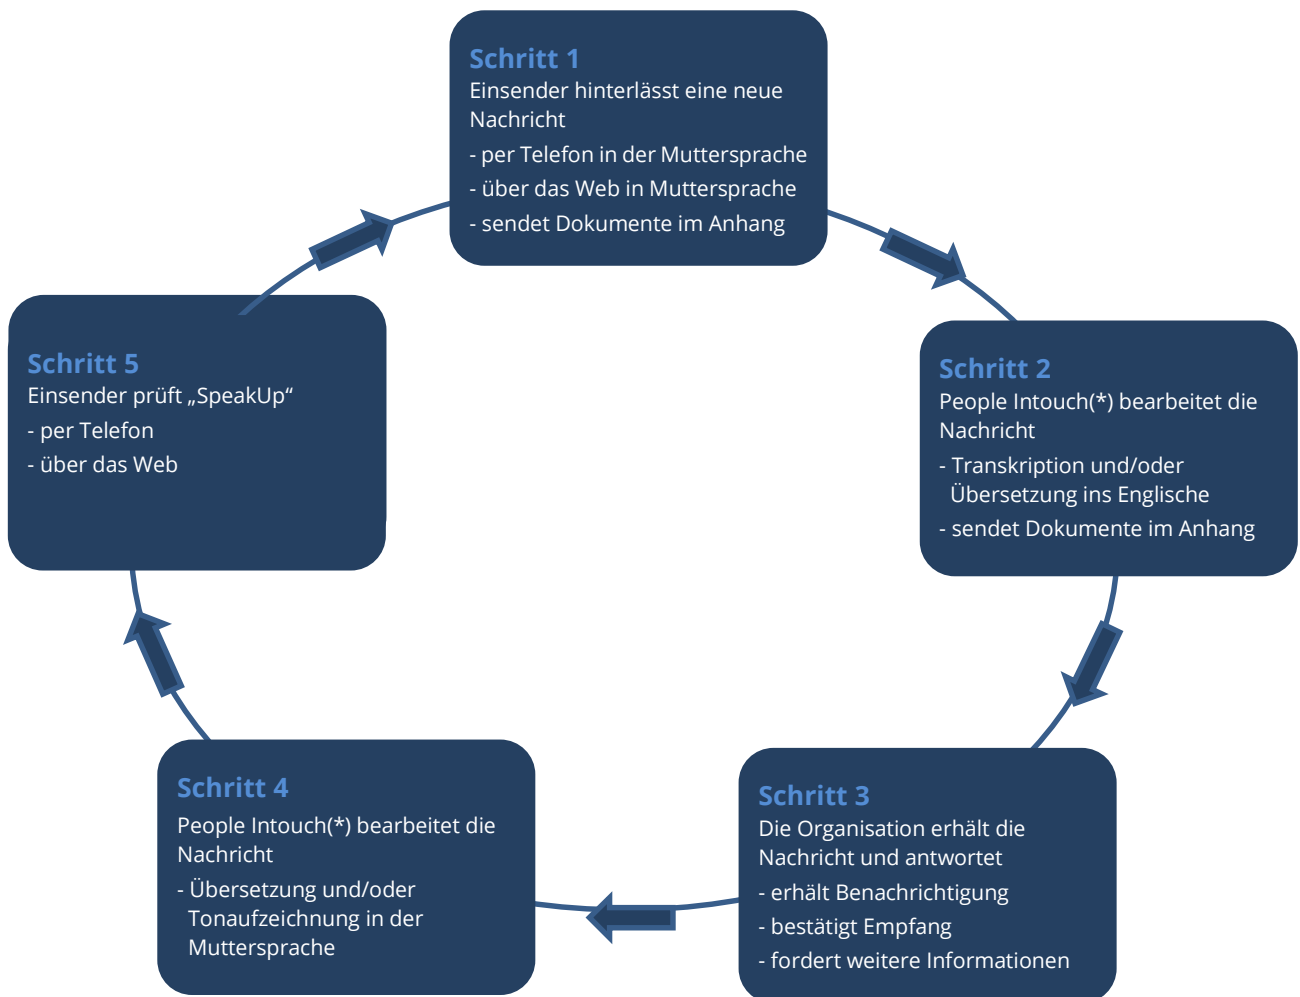 Schritt 1
Einsender hinterlässt eine neue
Nachricht
- per Telefon in der Muttersprache
- über das Web in Muttersprache
- sendet Dokumente im Anhang
Schritt 2
People Intouch(*) bearbeitet die
Nachricht
- Transkription und/oder
Übersetzung ins Englische
- sendet Dokumente im Anhang
Schritt 3
Die Organisation erhält die
Nachricht und antwortet
- erhält Benachrichtigung
- bestätigt Empfang
- fordert weitere Informationen
Schritt 4
People Intouch(*) bearbeitet die
Nachricht
- Übersetzung und/oder
Tonaufzeichnung in der
Muttersprache
Schritt 5
Einsender prüft „SpeakUp“
- per Telefon
- über das Web